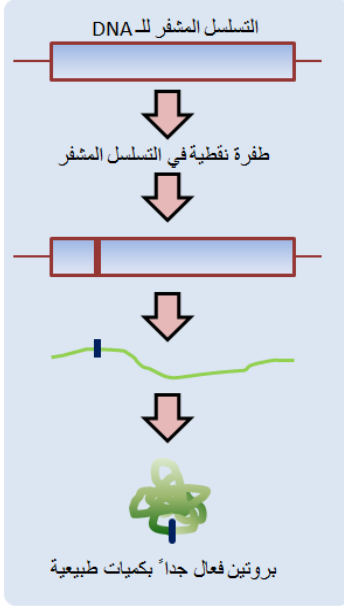 التسلسل المشفر للـ DNA
طفرة نقطية في التسلسل المشفر
بروتين فعال جداً بكميات طبيعية